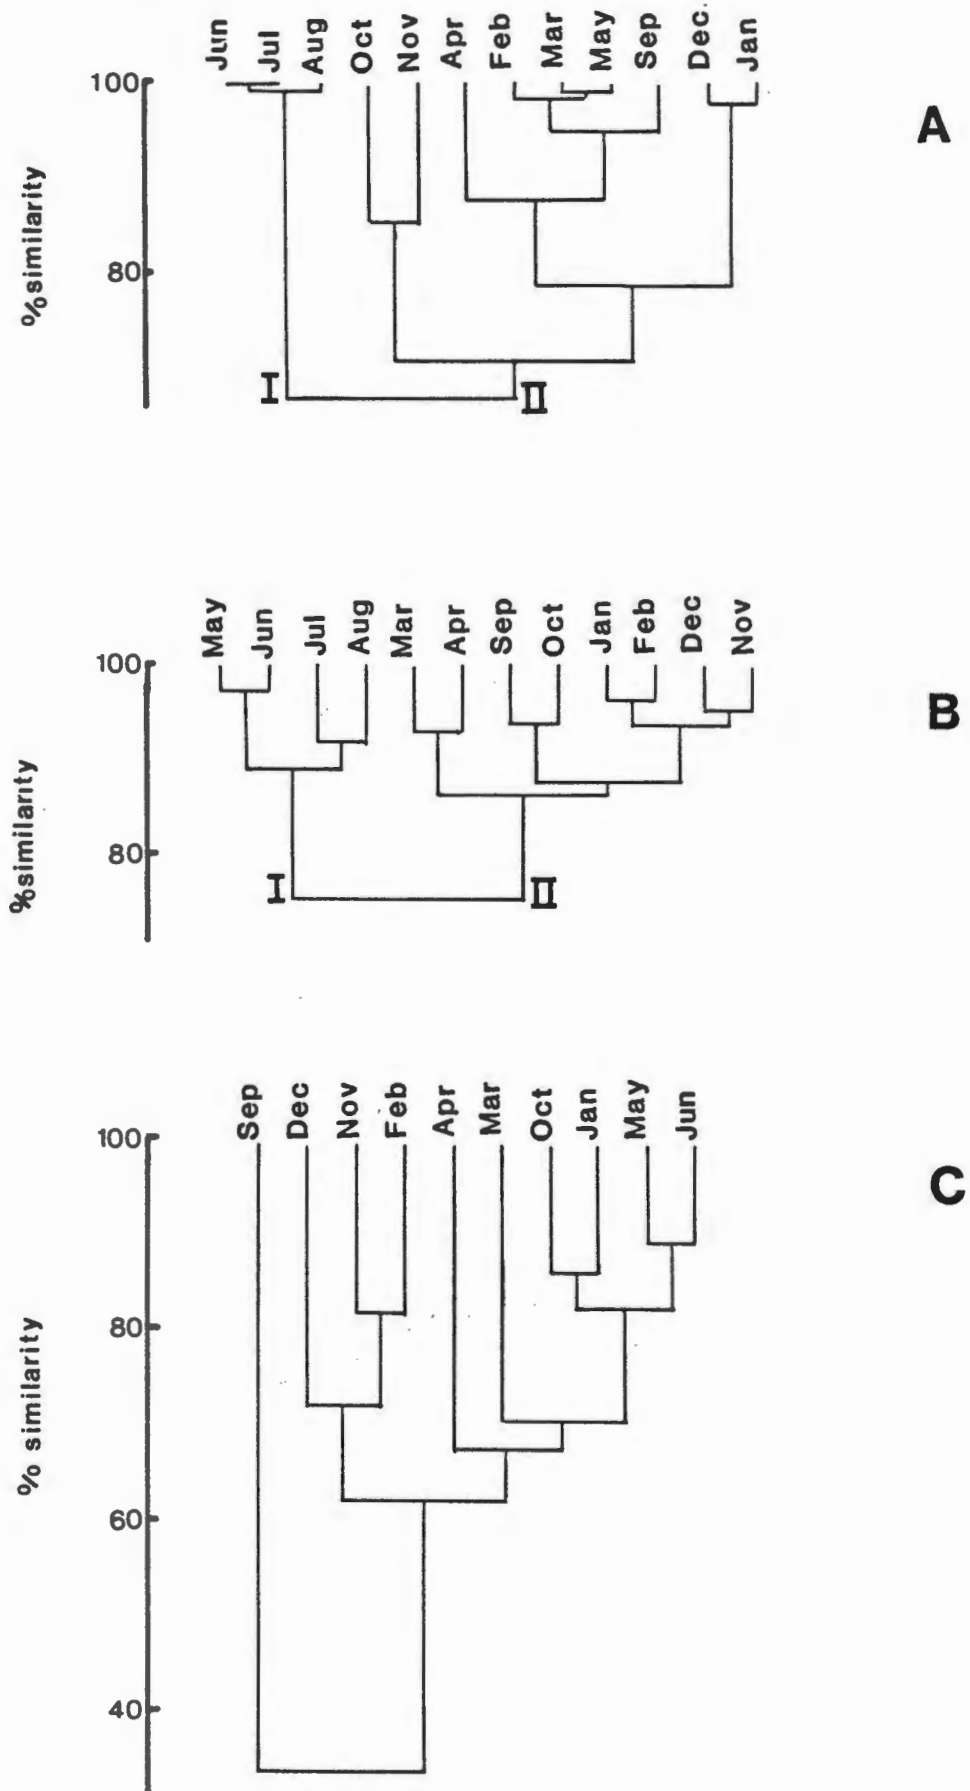 Jun Jul Aug Oct Nov Apr Feb Mar May Sep Dec. Jan
100
A
%similarity
80
I II
May Jun Jul Aug Mar Apr Sep Oct Jan Feb Dec Nov
100
B
%similarity
80
I II
Sep Dec Nov Feb Apr Mar Oct Jan May Jun
100
C
80
% similarity
60
40